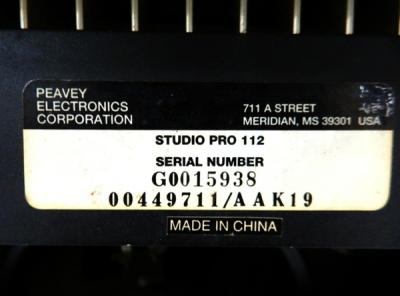 PEAVEY
ELECTRONICS
CORPORATION
711 A STREET
MERIDIAN, MS 39301 USA
STUDIO PRO 112
SERIAL NUMBER
G0015938
00449711/AAK19
MADE IN CHINA